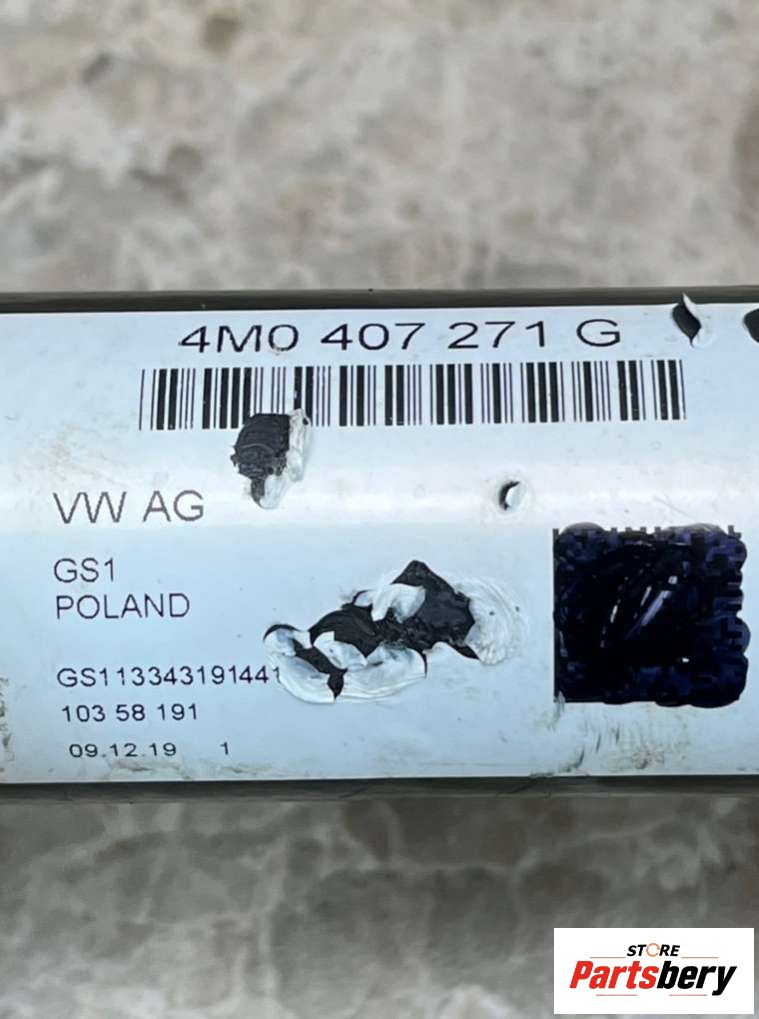 4M0 407 271 G
VW AG
GS1
POLAND
GS11334319144
103 58 191
09.12.19 1
STORE
Partsbery